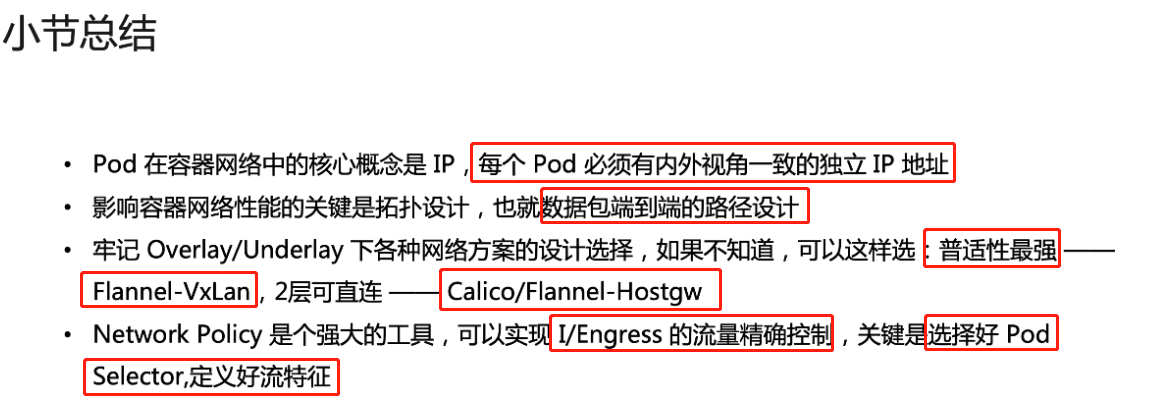 小节总结
• Pod 在容器网络中的核心概念是 IP，每个 Pod 必须有内外视角一致的独立 IP 地址
• 影响容器网络性能的关键是拓扑设计，也就数据包端到端的路径设计
• 牢记 Overlay/Underlay 下各种网络方案的设计选择，如果不知道，可以这样选：普适性最强 ——
Flannel-VxLan，2层可直连 —— Calico/Flannel-Hostgw
• Network Policy 是个强大的工具，可以实现 I/Engress 的流量精确控制，关键是选择好 Pod
Selector,定义好流特征